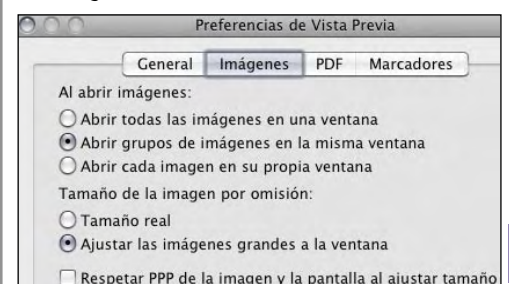 Preferencias de Vista Previa
General Imágenes PDF Marcadores
Al abrir imágenes:
Abrir todas las imágenes en una ventana
Abrir grupos de imágenes en la misma ventana
Abrir cada imagen en su propia ventana
Tamaño de la imagen por omisión:
Tamaño real
Ajustar las imágenes grandes a la ventana
Respetar PPP de la imagen y la pantalla al ajustar tamaño